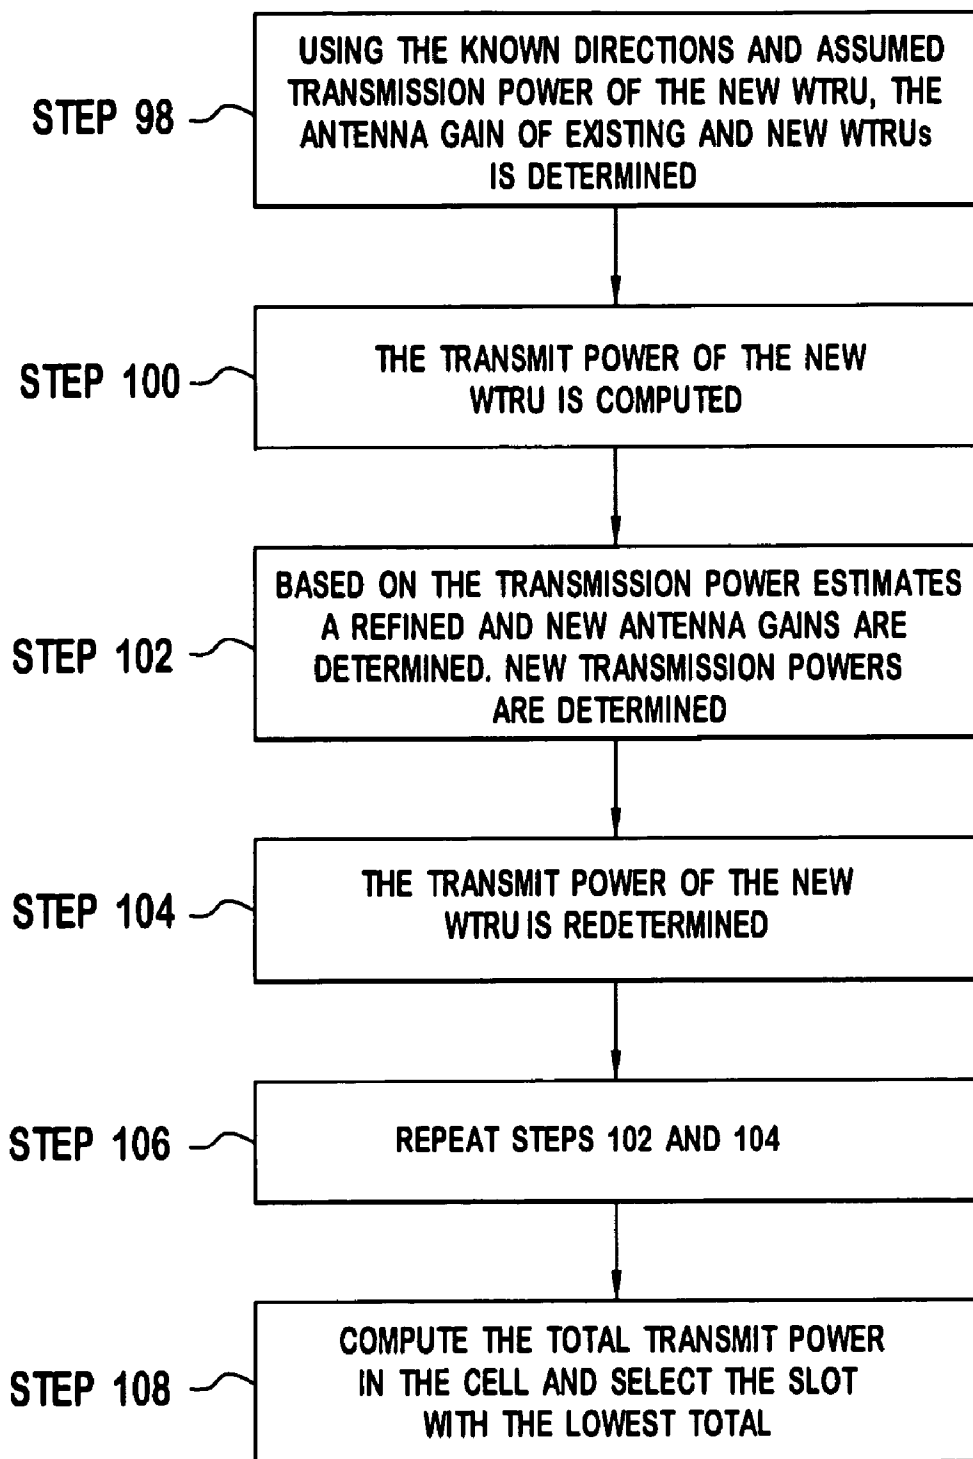 STEP 98
USING THE KNOWN DIRECTIONS AND ASSUMED
TRANSMISSION POWER OF THE NEW WTRU, THE
ANTENNA GAIN OF EXISTING AND NEW WTRUs
IS DETERMINED
STEP 100
THE TRANSMIT POWER OF THE NEW
WTRU IS COMPUTED
STEP 102
BASED ON THE TRANSMISSION POWER ESTIMATES
A REFINED AND NEW ANTENNA GAINS ARE
DETERMINED. NEW TRANSMISSION POWERS
ARE DETERMINED
STEP 104
THE TRANSMIT POWER OF THE NEW
WTRU IS REDETERMINED
STEP 106
REPEAT STEPS 102 AND 104
STEP 108
COMPUTE THE TOTAL TRANSMIT POWER
IN THE CELL AND SELECT THE SLOT
WITH THE LOWEST TOTAL.